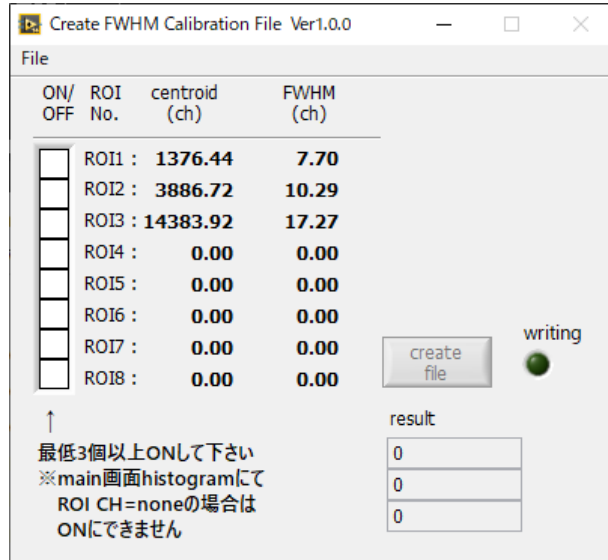 Create FWHM Calibration File Ver1.0.0
File
ON/ ROI centroid FWHM
OFF No. (ch) (ch)
ROI1 : 1376.44 7.70
ROI2 : 3886.72 10.29
ROI3 : 14383.92 17.27
ROI4 : 0.00 0.00
ROI5 : 0.00 0.00
ROI6 : 0.00 0.00
ROI7 : 0.00 0.00
ROI8 : 0.00 0.00
writing
create
file
↑
最低3個以上ONして下さい
※main画面histogramにて
ROI CH=noneの場合は
ONにできません
result
0
0
0